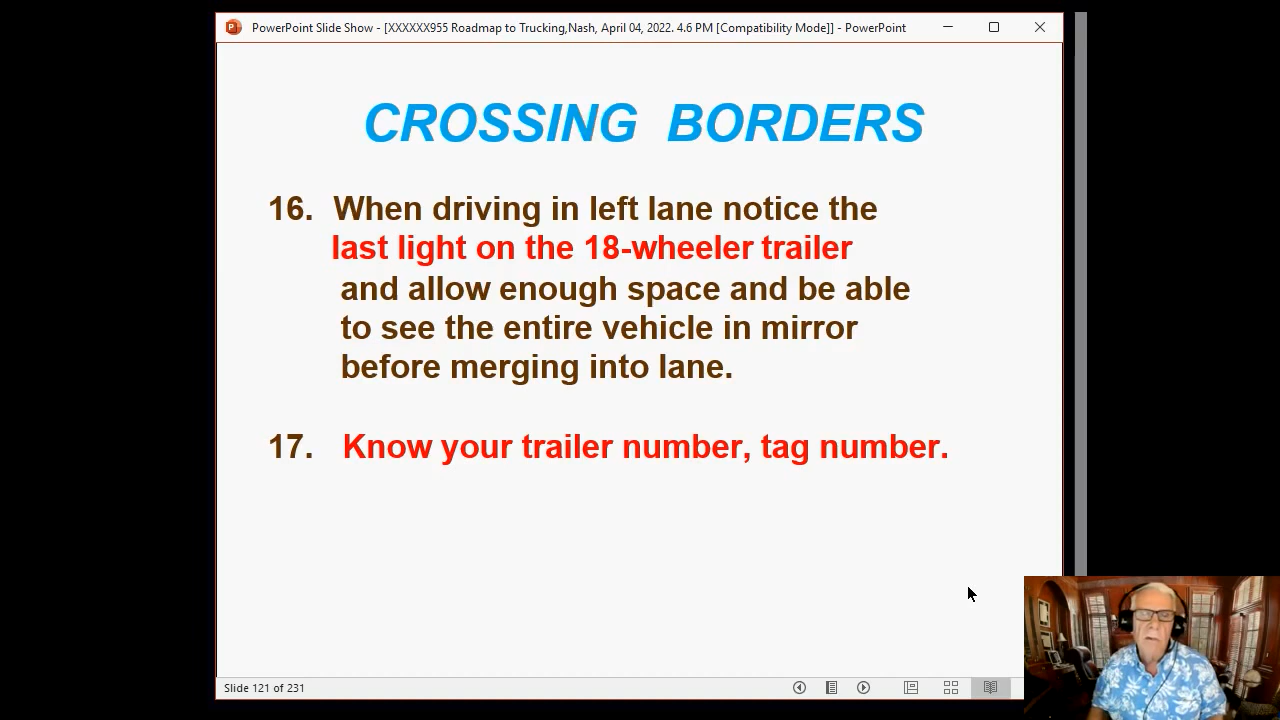 PowerPoint Slide Show - [XXXXXX955 Roadmap to Trucking,Nash, April 04, 2022. 4.6 PM [Compatibility Mode]] - PowerPoint
CROSSING BORDERS
16. When driving in left lane notice the
last light on the 18-wheeler trailer
and allow enough space and be able
to see the entire vehicle in mirror
before merging into lane.
17. Know your trailer number, tag number.
Slide 121 of 231